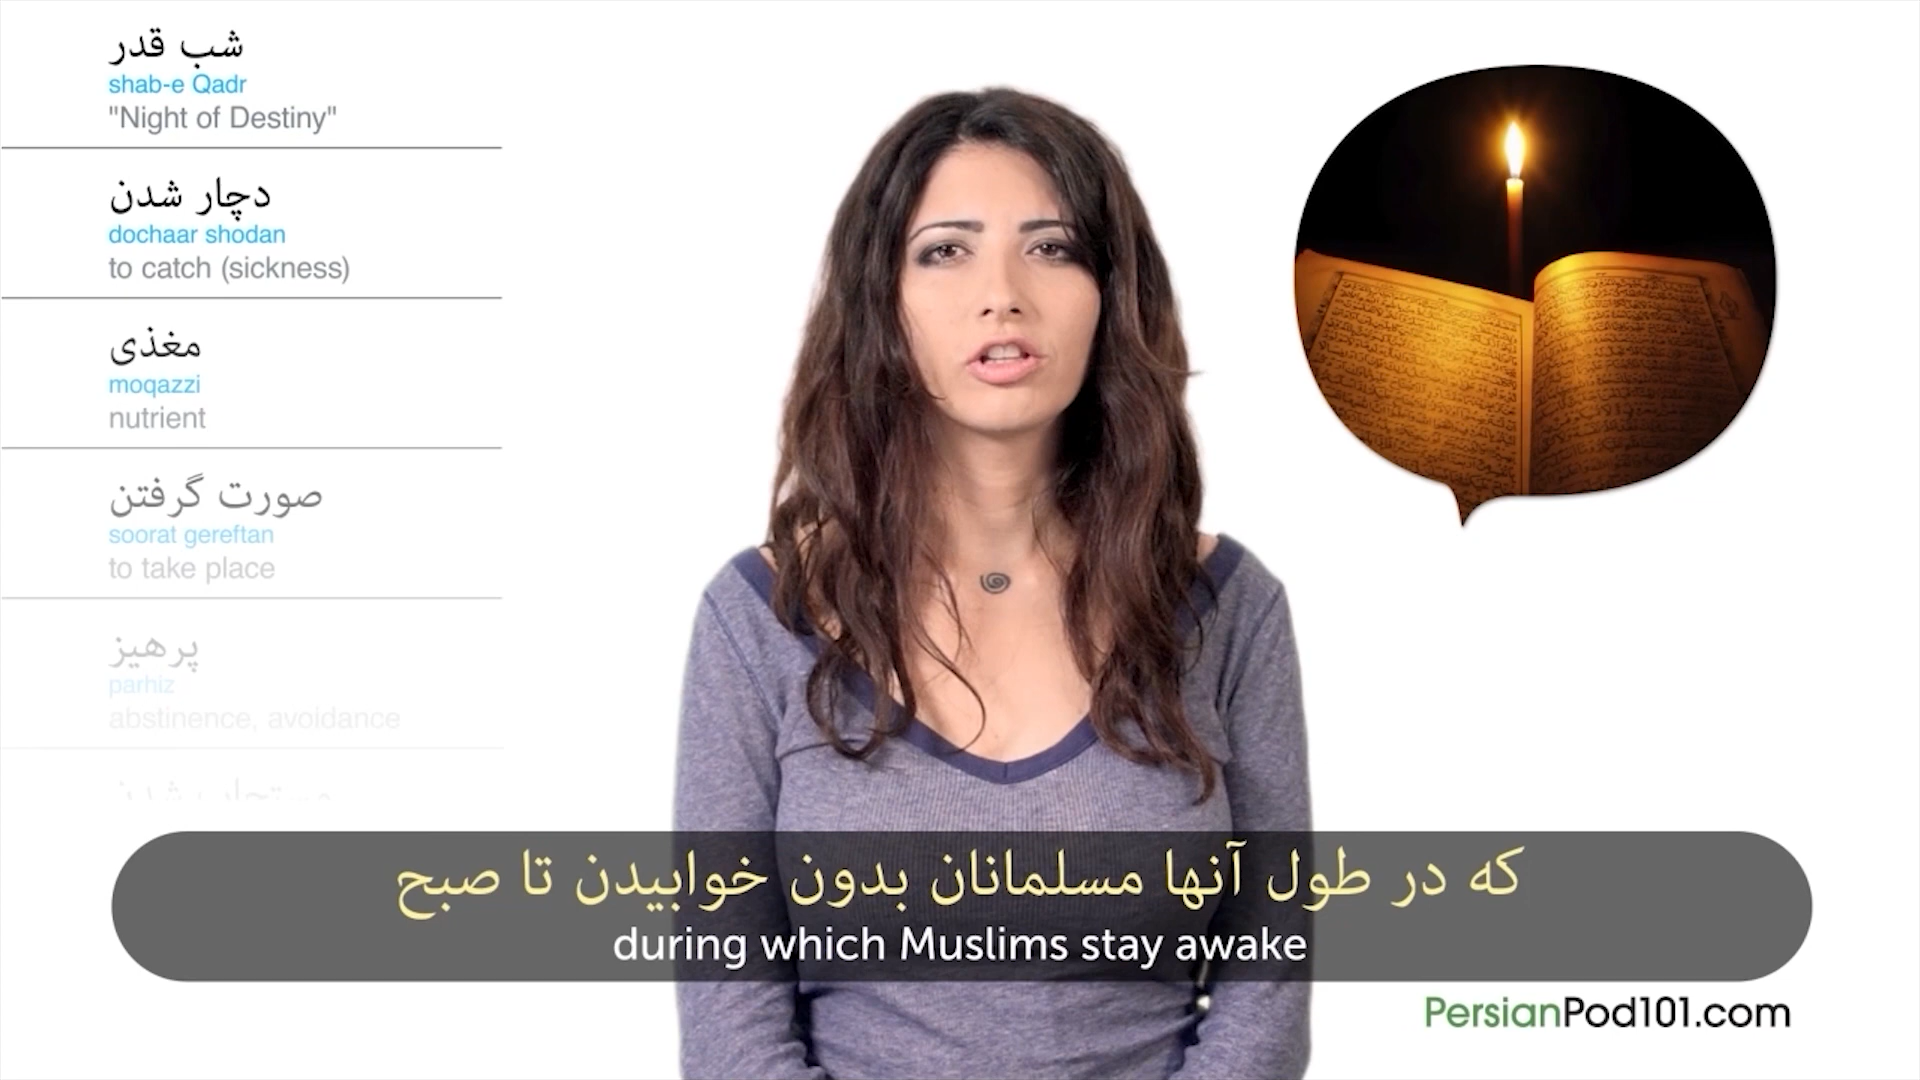 شب قدر
shab-e Qadr
"Night of Destiny"
دچار شدن
dochaar shodan
to catch (sickness)
مغذی
moqazzi
nutrient
صورت گرفتن
soorat gereftan
to take place
پرهیز
parhiz
abstinence, avoidance
که در طول آنها مسلمانان بدون خوابیدن تا صبح
during which Muslims stay awake
PersianPod101.com